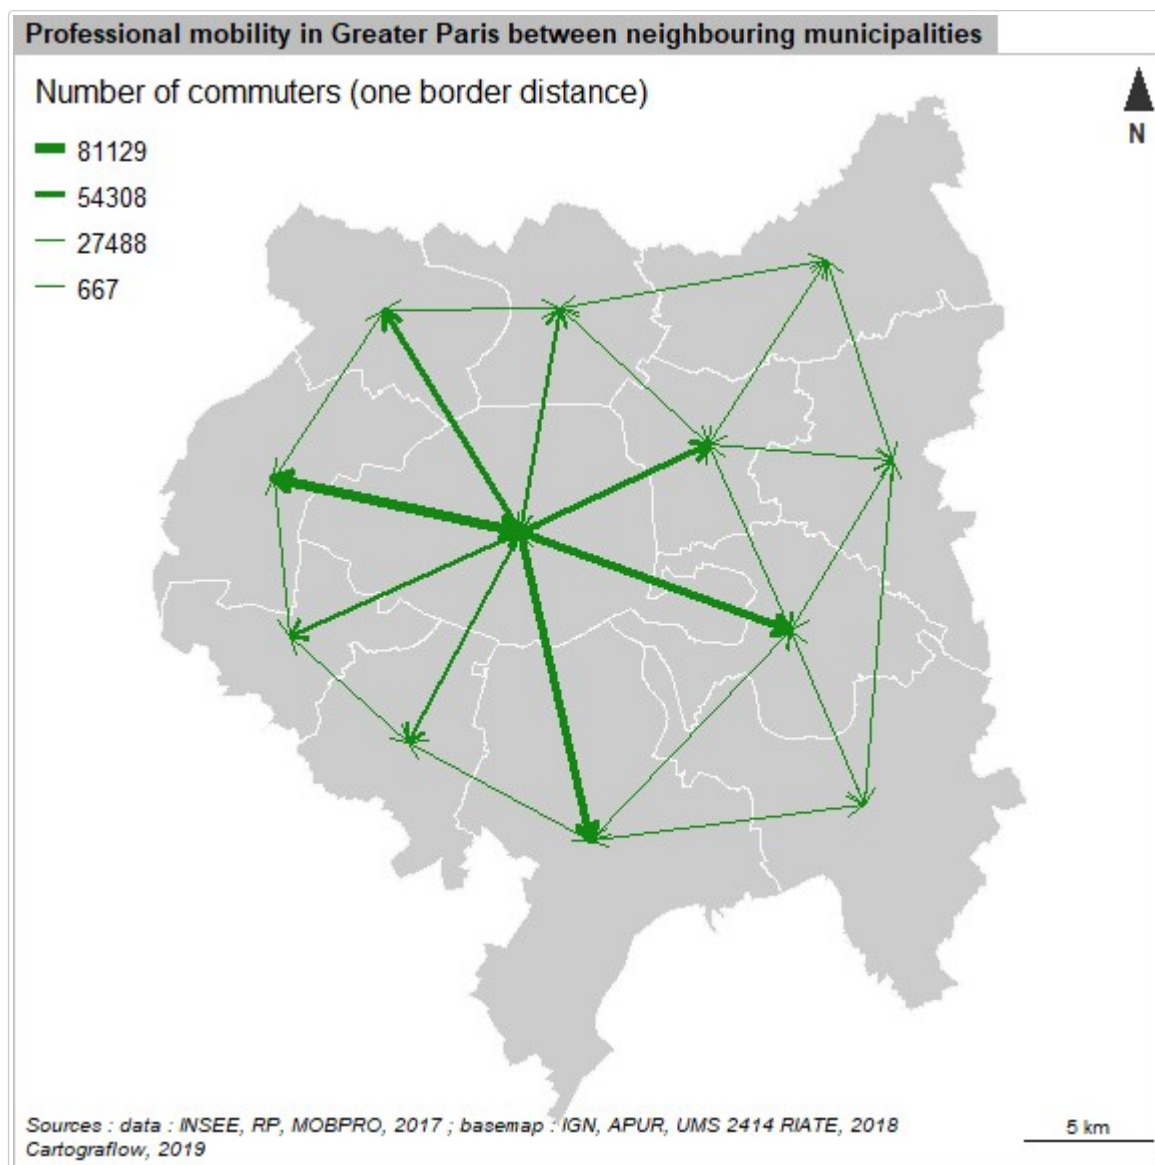 Professional mobility in Greater Paris between neighbouring municipalities
Number of commuters (one border distance)
81129
54308
27488
667
N
Sources : data : INSEE, RP, MOBPRO, 2017 ; basemap : IGN, APUR, UMS 2414 RIATE, 2018
Cartograflow, 2019
5 km